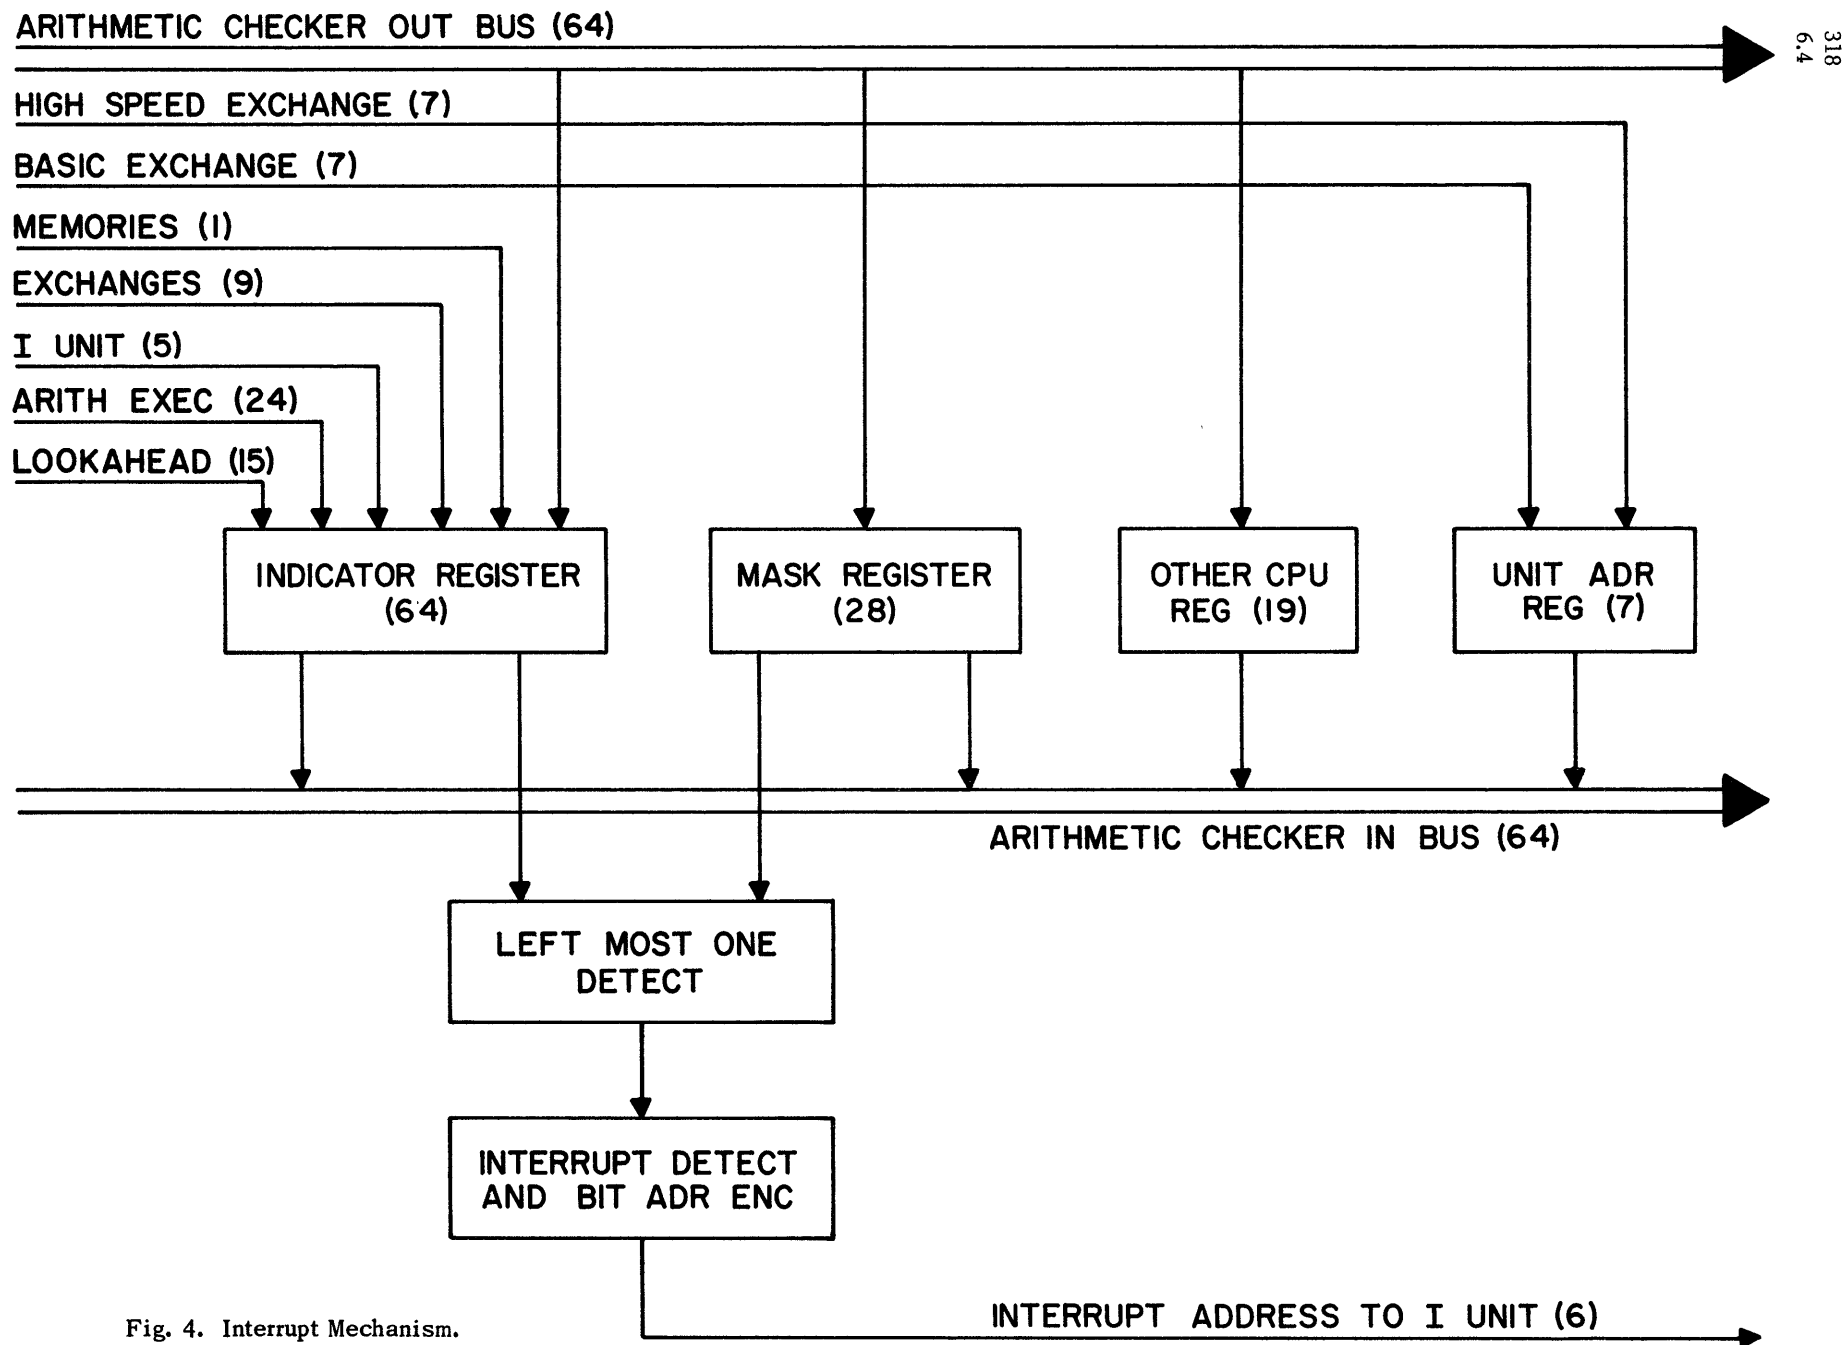 318
6.4
ARITHMETIC CHECKER OUT BUS (64)
HIGH SPEED EXCHANGE (7)
BASIC EXCHANGE (7)
MEMORIES (1)
EXCHANGES (9)
I UNIT (5)
ARITH EXEC (24)
LOOKAHEAD (15)
INDICATOR REGISTER
(64)
MASK REGISTER
(28)
OTHER CPU
REG (19)
UNIT ADR
REG (7)
ARITHMETIC CHECKER IN BUS (64)
LEFT MOST ONE
DETECT
INTERRUPT DETECT
AND BIT ADR ENC
INTERRUPT ADDRESS TO I UNIT (6)
Fig. 4. Interrupt Mechanism.